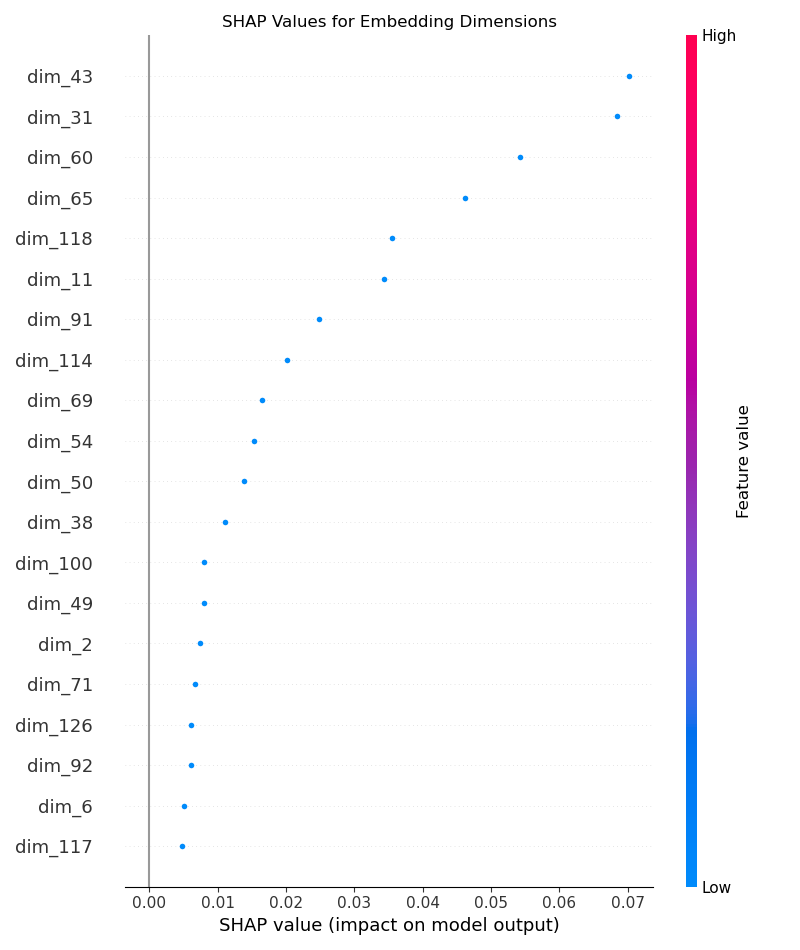 SHAP Values for Embedding Dimensions
High
dim_43
dim_31
dim_60
dim_65
dim_118
dim_11
dim_91
dim_114
dim_69
dim_54
dim_50
dim_38
dim_100
dim_49
dim_2
dim_71
dim_126
dim_92
dim_6
dim_117
Feature value
Low
0.00 0.01 0.02 0.03 0.04 0.05 0.06 0.07
SHAP value (impact on model output)